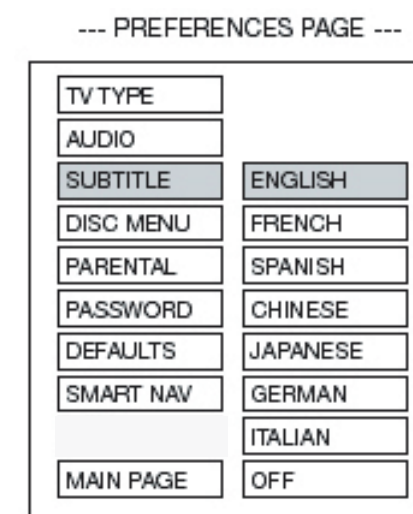 --- PREFERENCES PAGE ---
TV TYPE
AUDIO
SUBTITLE ENGLISH
DISC MENU FRENCH
PARENTAL SPANISH
PASSWORD CHINESE
DEFAULTS JAPANESE
SMART NAV GERMAN
ITALIAN
MAIN PAGE OFF